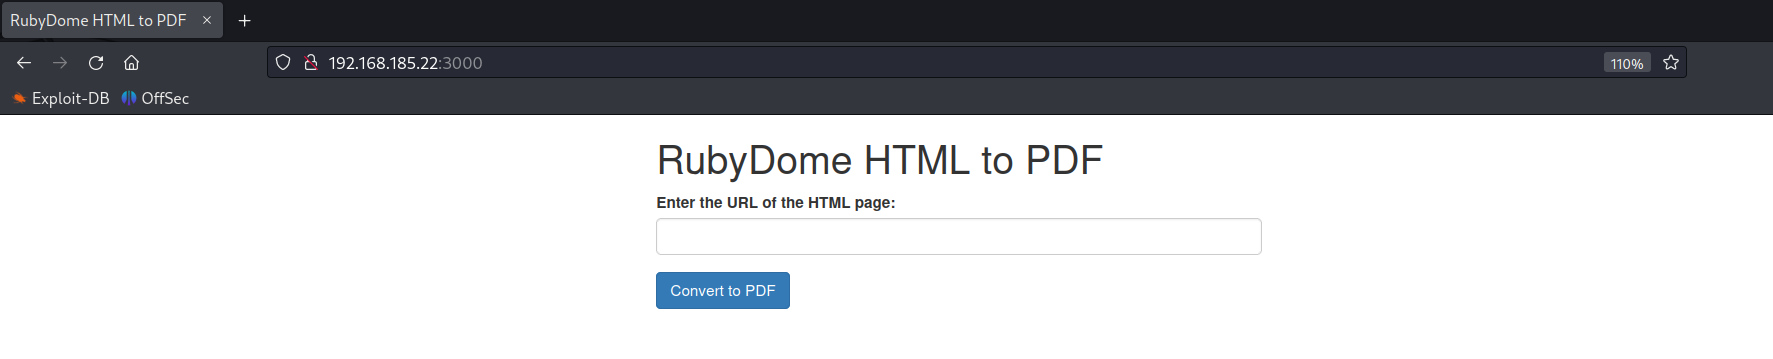 RubyDome HTML to PDF
192.168.185.22:3000
110%
Exploit-DB OffSec
RubyDome HTML to PDF
Enter the URL of the HTML page:
Convert to PDF